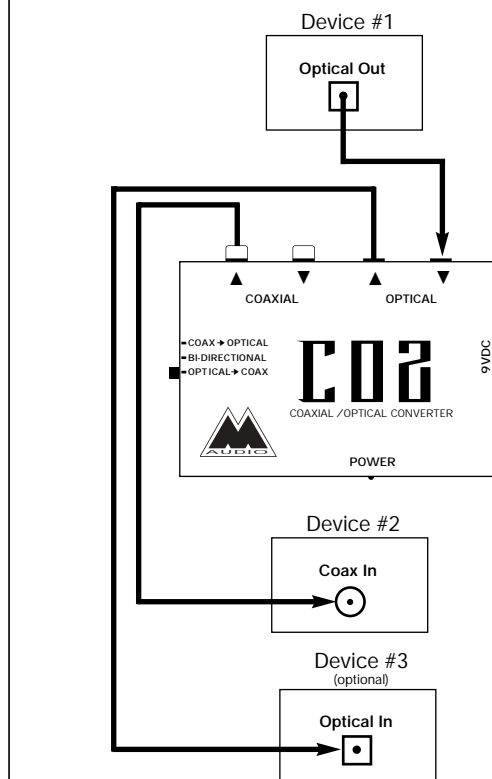 Device #1
Optical Out
COAXIAL
OPTICAL
COAX → OPTICAL
BI-DIRECTIONAL
OPTICAL → COAX
9VDC
CO2
COAXIAL / OPTICAL CONVERTER
M
AUDIO
POWER
Device #2
Coax In
Device #3
(optional)
Optical In